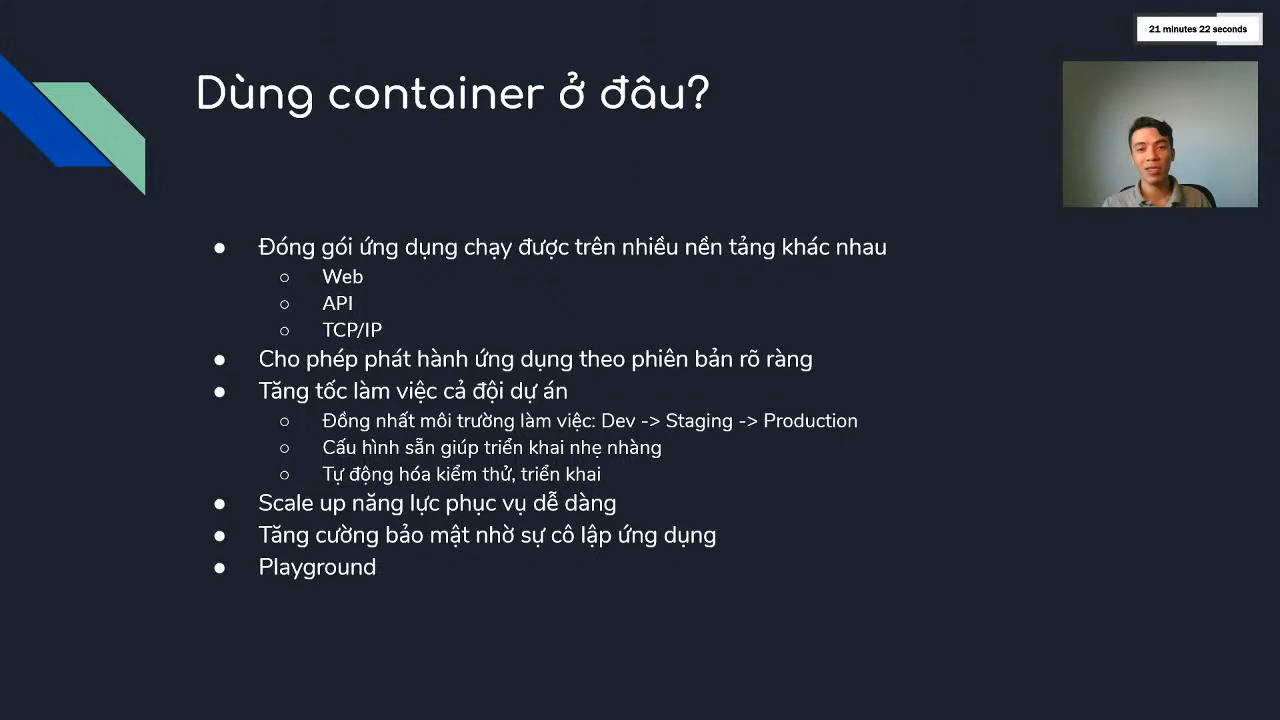 21 minutes 22 seconds
Dùng container ở đâu?
Đóng gói ứng dụng chạy được trên nhiều nền tảng khác nhau
Web
API
TCP/IP
Cho phép phát hành ứng dụng theo phiên bản rõ ràng
Tăng tốc làm việc cả đội dự án
Đồng nhất môi trường làm việc: Dev -> Staging -> Production
Cấu hình sẵn giúp triển khai nhẹ nhàng
Tự động hóa kiểm thử, triển khai
Scale up năng lực phục vụ dễ dàng
Tăng cường bảo mật nhờ sự cô lập ứng dụng
Playground